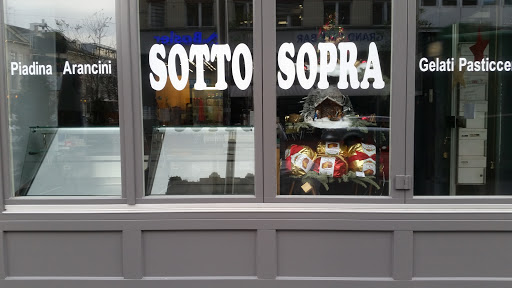 Piadina Arancini
SOTTO SOPRA
Gelati Pasticce